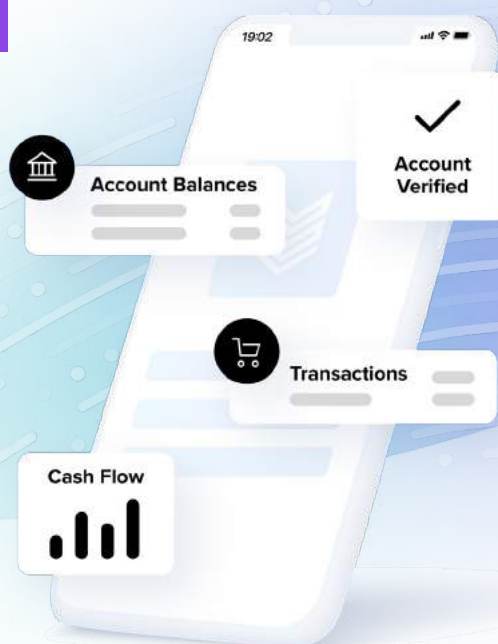 19:02
Account
Verified
Account Balances
Transactions
Cash Flow